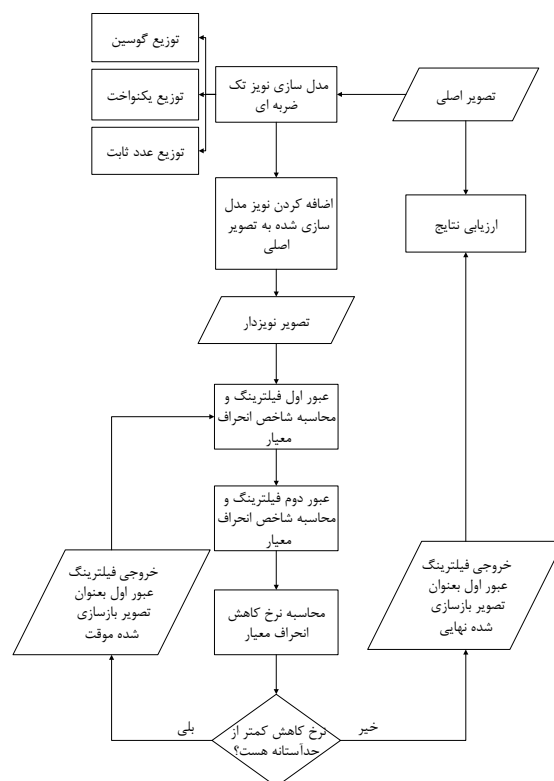 توزیع گوسین
توزیع یکنواخت
توزیع عدد ثابت
مدل سازی نویز تک
ضربه ای
تصویر اصلی
اضافه کردن نویز مدل
سازی شده به تصویر
اصلی
ارزیابی نتایج
تصویر نویزدار
عبور اول فیلترینگ و
محاسبه شاخص انحراف
معیار
عبور دوم فیلترینگ و
محاسبه شاخص انحراف
معیار
خروجی فیلترینگ
عبور اول بعنوان
تصویر بازسازی
شده نهایی
خروجی فیلترینگ
عبور اول بعنوان
تصویر بازسازی
شده موقت
محاسبه نرخ کاهش
انحراف معیار
خیر
بلی
نرخ کاهش کمتر از
حدآستانه هست؟